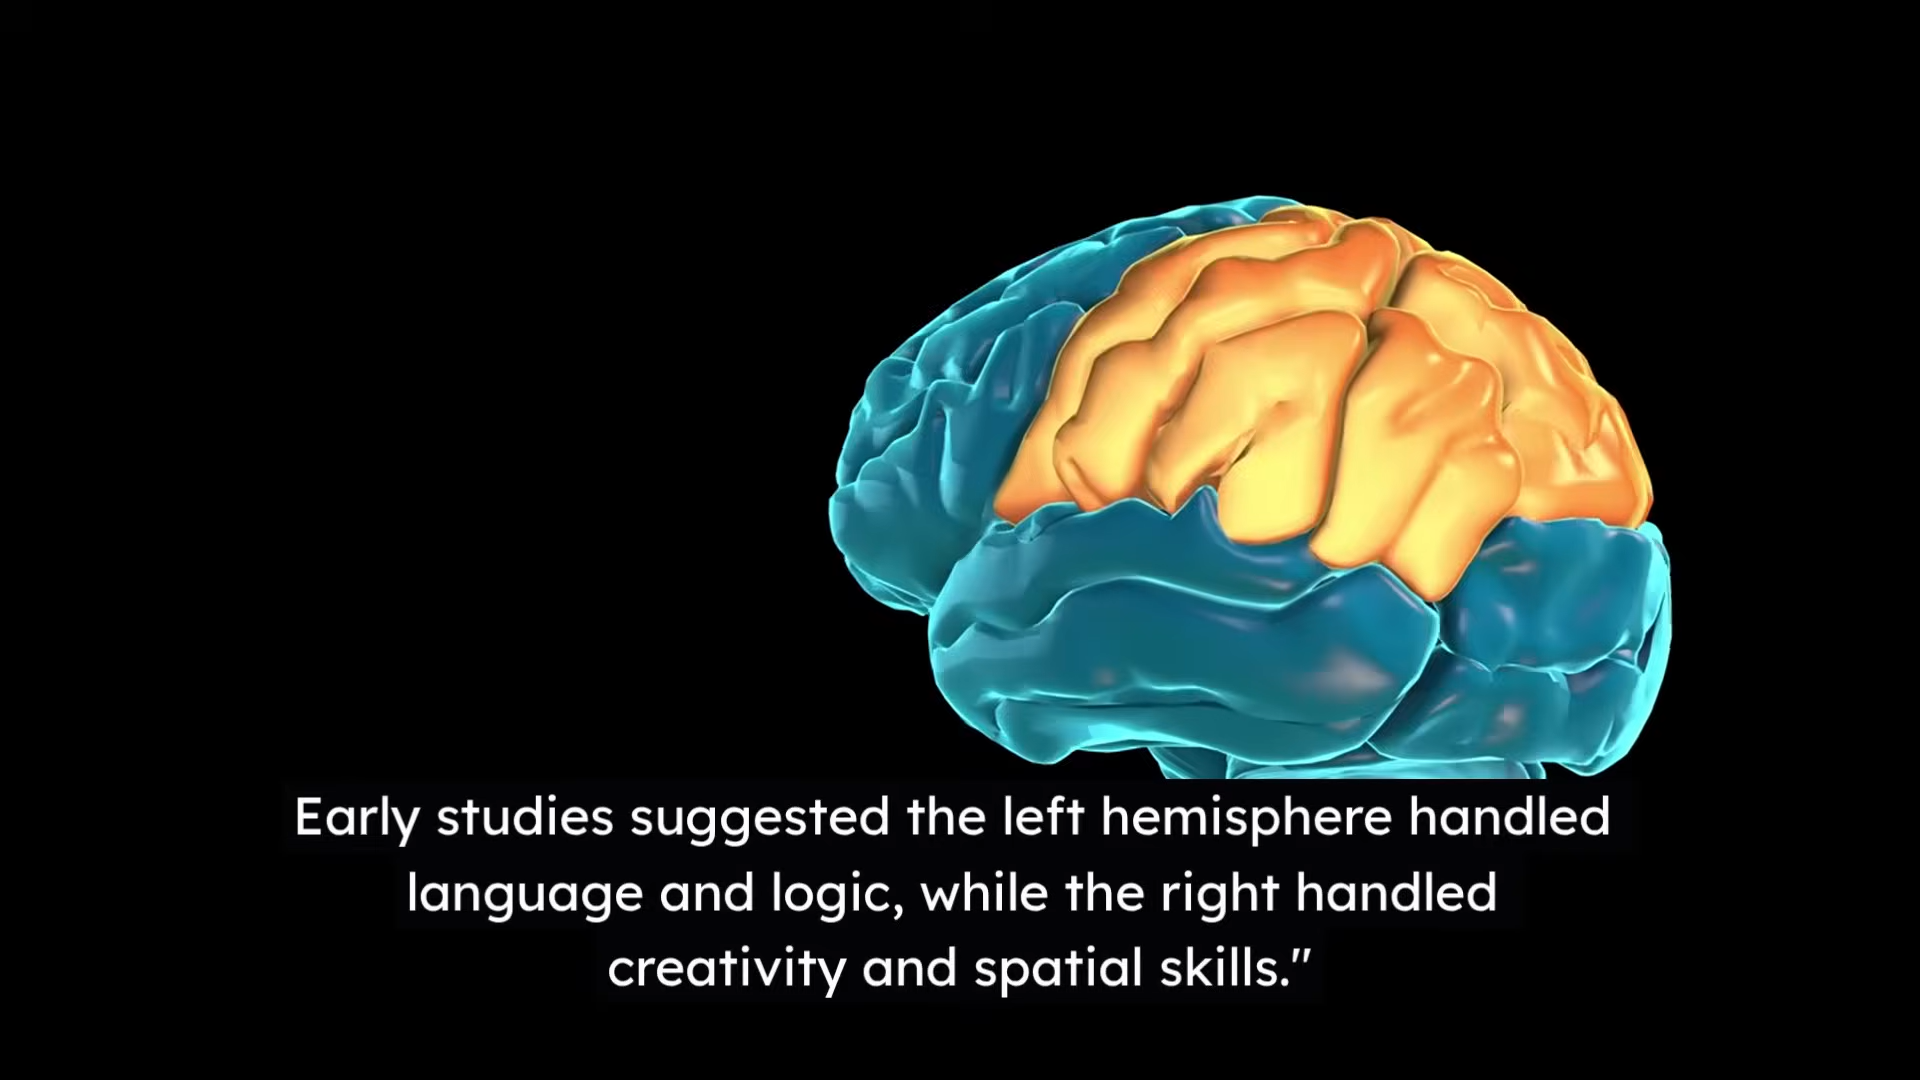 Early studies suggested the left hemisphere handled
language and logic, while the right handled
creativity and spatial skills."